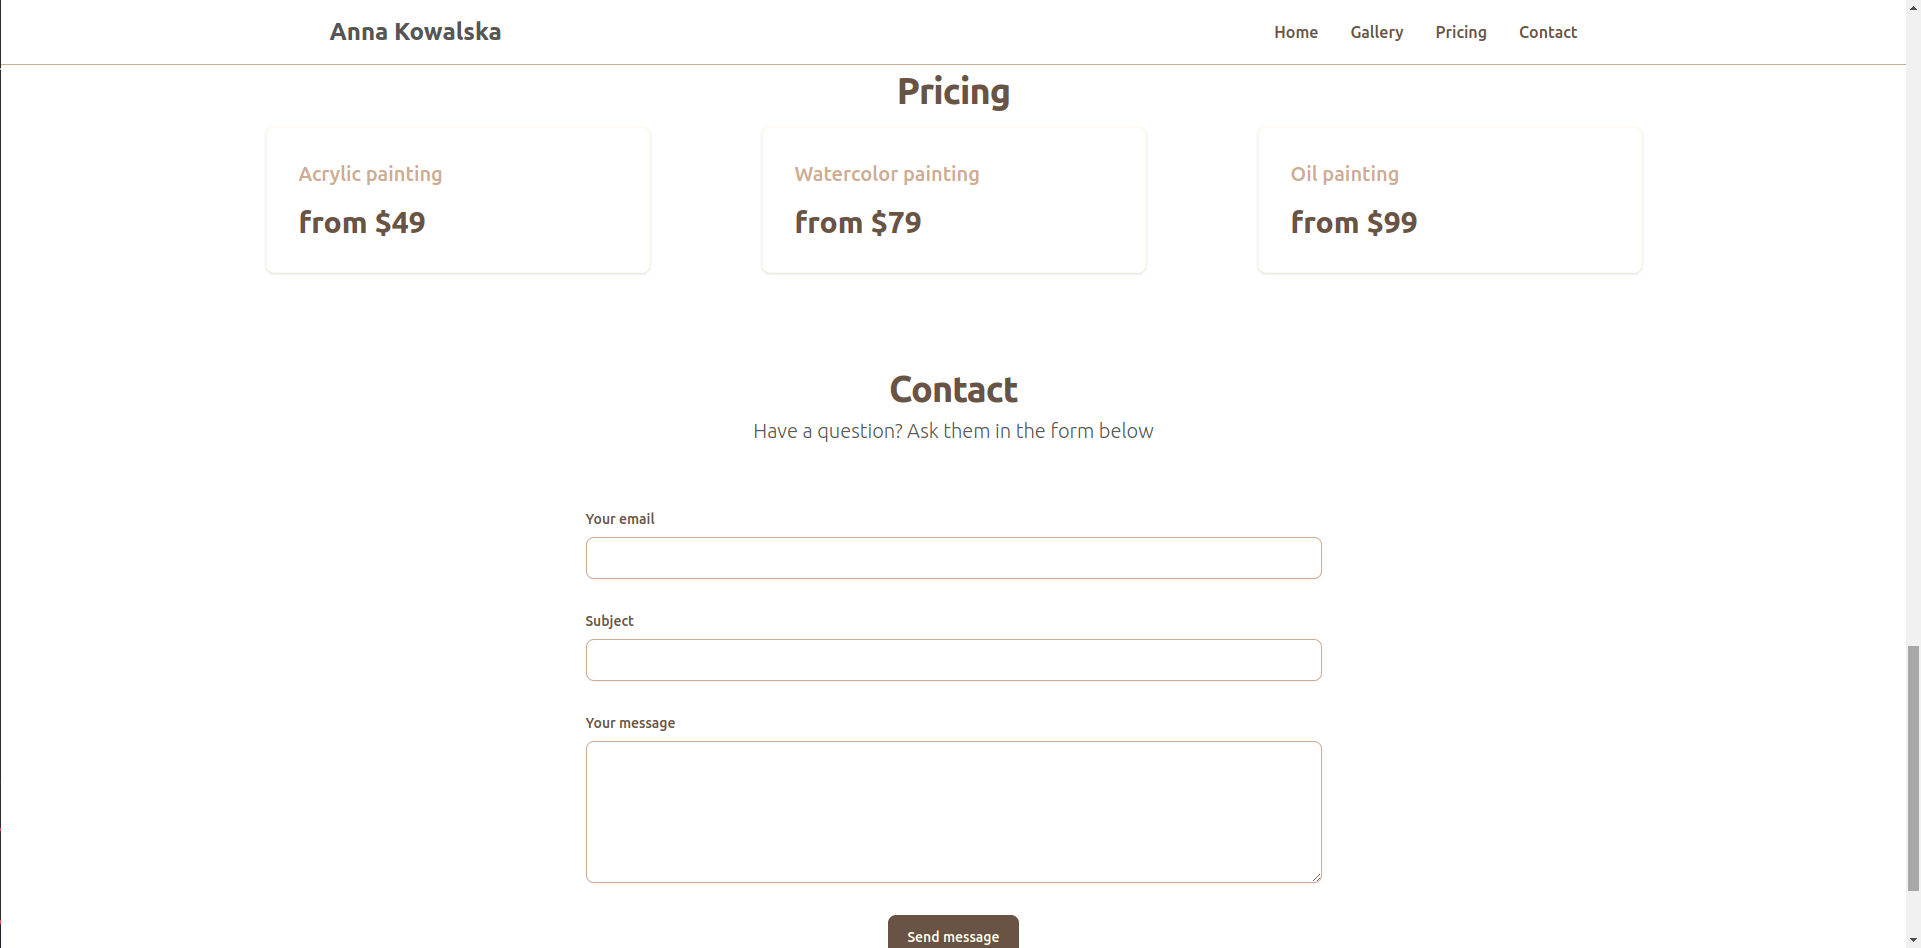 Anna Kowalska
Home Gallery Pricing Contact
Pricing
Acrylic painting
from $49
Watercolor painting
from $79
Oil painting
from $99
Contact
Have a question? Ask them in the form below
Your email
Subject
Your message
Send message